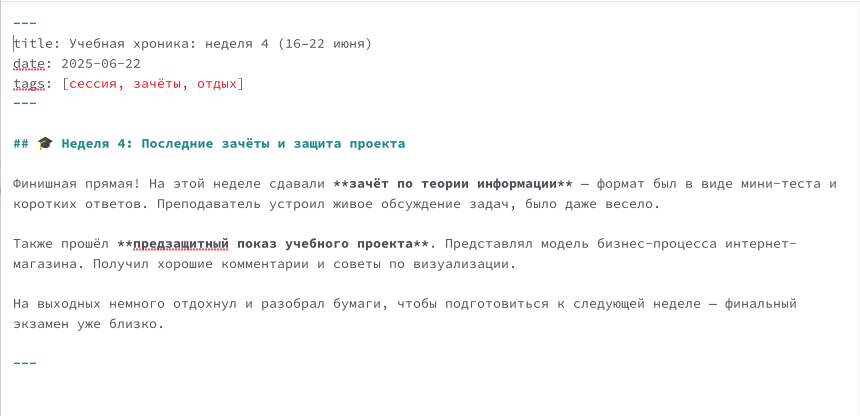 ---
title: Учебная хроника: неделя 4 (16–22 июня)
date: 2025-06-22
tags: [сессия, зачёты, отдых]
---
## 🎓 Неделя 4: Последние зачёты и защита проекта
Финишная прямая! На этой неделе сдавали **зачёт по теории информации** — формат был в виде мини-теста и
коротких ответов. Преподаватель устроил живое обсуждение задач, было даже весело.
Также прошёл **предзащитный показ учебного проекта**. Представлял модель бизнес-процесса интернет-
магазина. Получил хорошие комментарии и советы по визуализации.
На выходных немного отдохнул и разобрал бумаги, чтобы подготовиться к следующей неделе — финальный
экзамен уже близко.
---